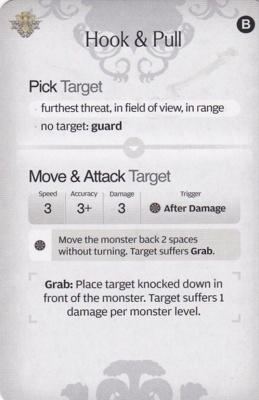 B
Hook & Pull
Pick Target
furthest threat, in field of view, in range
no target: guard
Move & Attack Target
Speed Accuracy Damage Trigger
3 3+ 3 After Damage
Move the monster back 2 spaces
without turning. Target suffers Grab.
Grab: Place target knocked down in
front of the monster. Target suffers 1
damage per monster level.